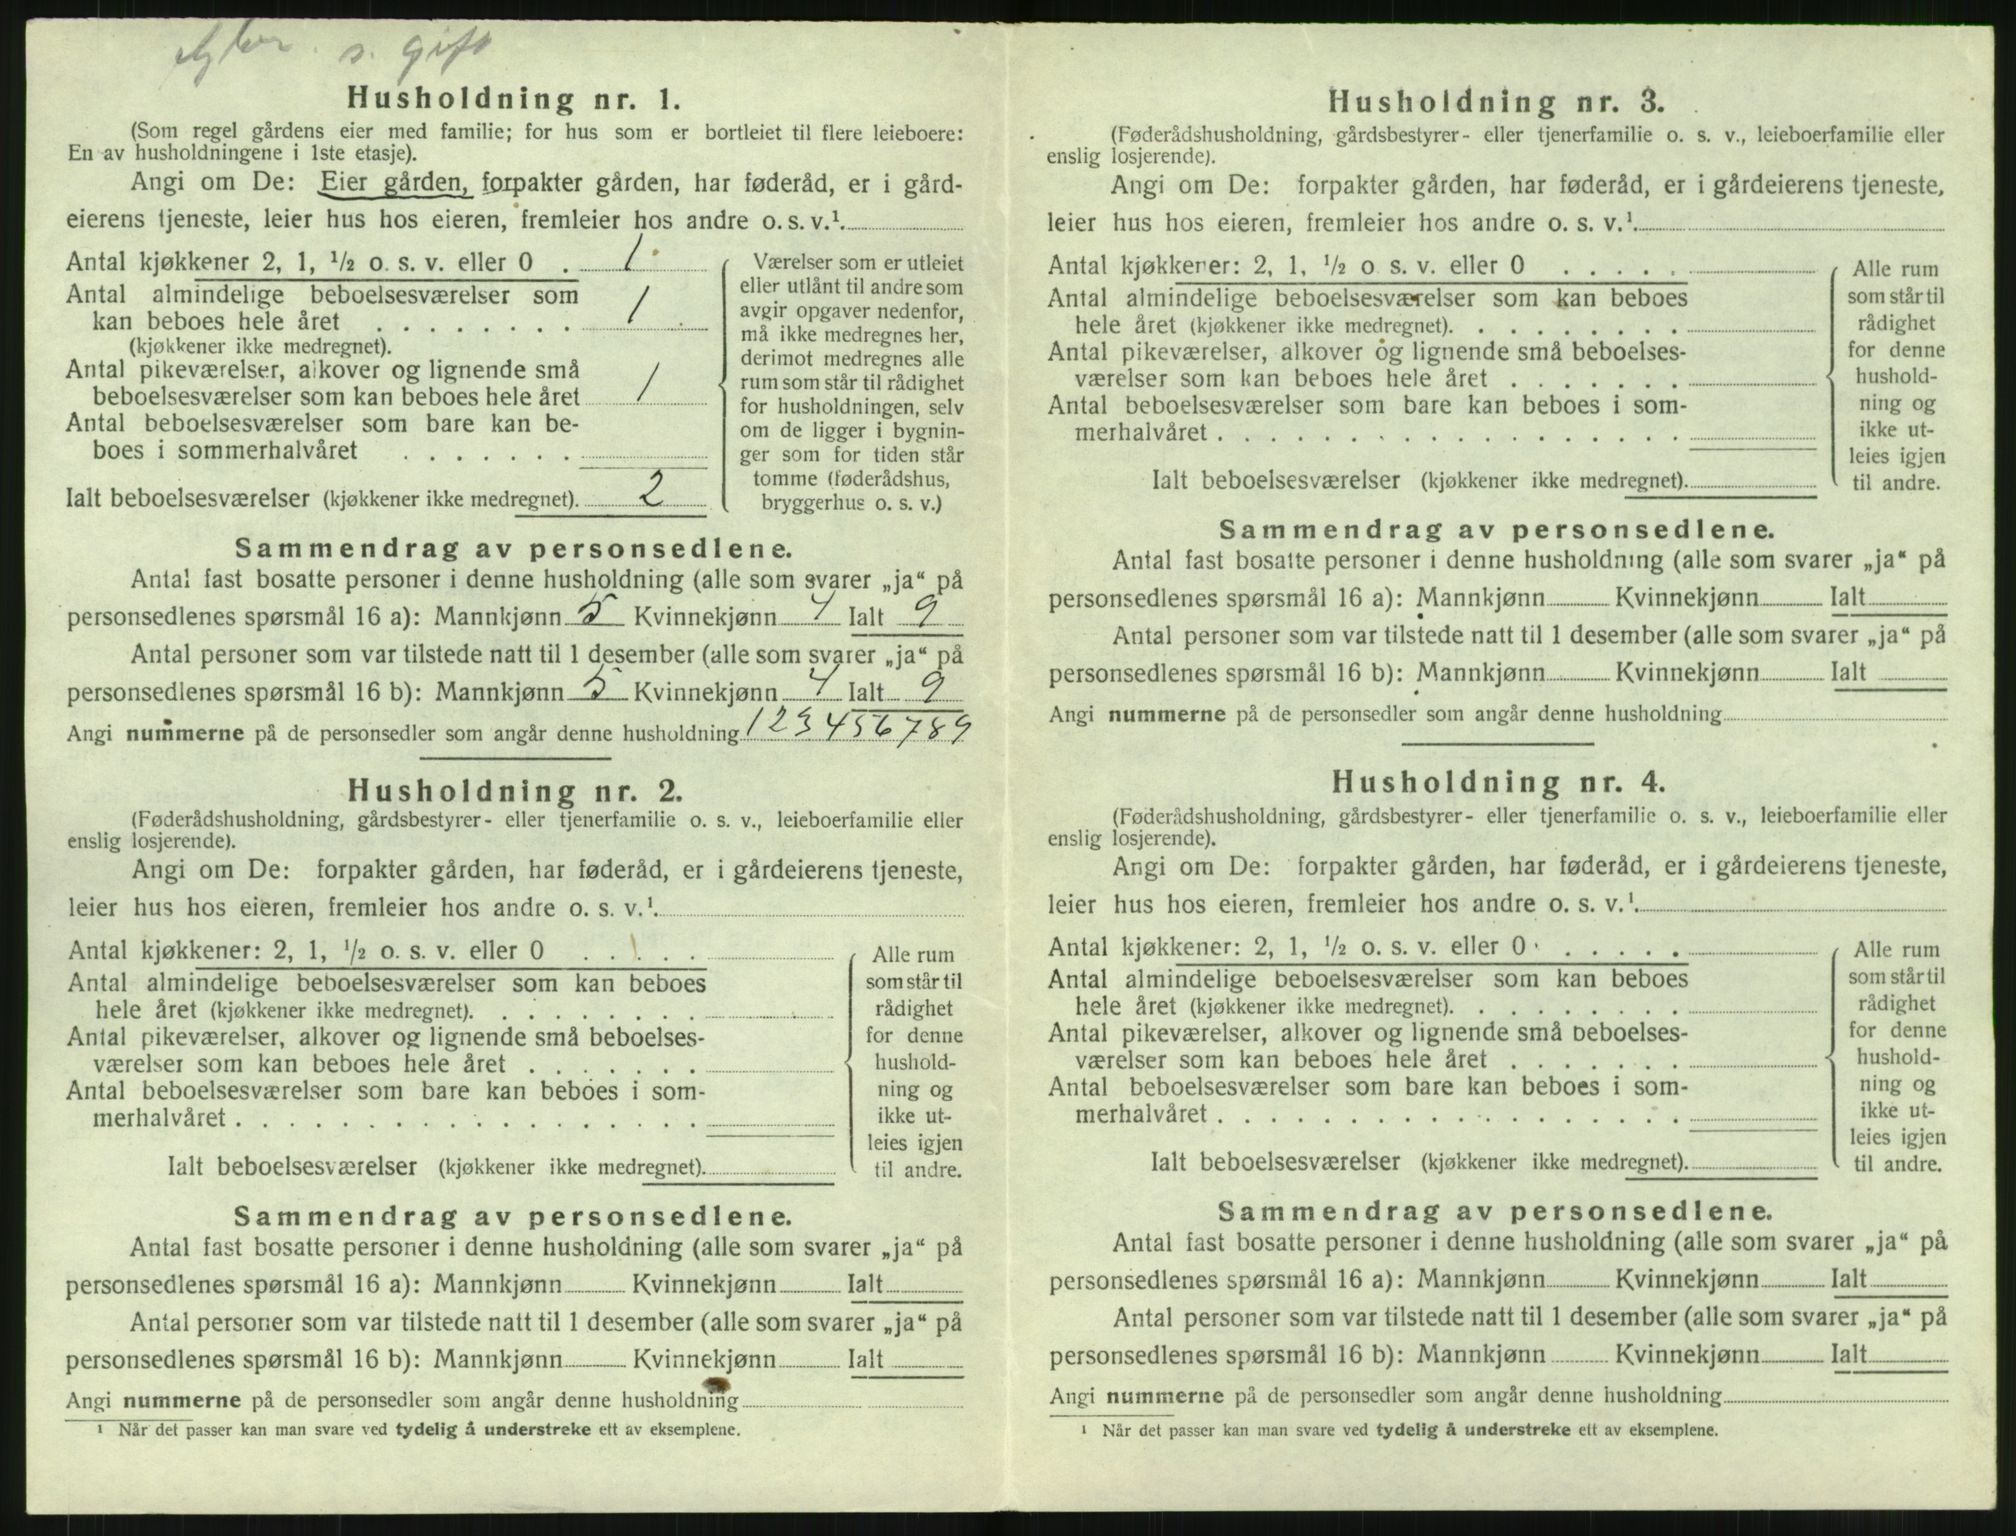 s. gift
Husholdning nr. 1.
(Som regel gårdens eier med familie; for hus som er bortleiet til flere leieboere:
En av husholdningene i 1ste etasje).
Angi om De: Eier gården, forpakter gården, har føderåd, er i gård-
eierens tjeneste, leier hus hos eieren, fremleier hos andre o. s. v.¹
Antal kjøkkener 2, 1, ½ o. s. v. eller 0 . 1
Antal almindelige beboelsesværelser som
kan beboes hele året . . . . . . . . 1
(kjøkkener ikke medregnet).
Antal pikeværelser, alkover og lignende små
beboelsesværelser som kan beboes hele året 1
Antal beboelsesværelser som bare kan be-
boes i sommerhalvåret . . . . . . .
Ialt beboelsesværelser (kjøkkener ikke medregnet). 2
Værelser som er utleiet
eller utlånt til andre som
avgir opgaver nedenfor,
må ikke medregnes her,
derimot medregnes alle
rum som står til rådighet
for husholdningen, selv
om de ligger i bygnin-
ger som for tiden står
tomme (føderådshus,
bryggerhus o. s. v.)
Sammendrag av personsedlene.
Antal fast bosatte personer i denne husholdning (alle som svarer „ja“ på
personsedlenes spørsmål 16 a): Mannkjønn 5 Kvinnekjønn 4 Ialt 9
Antal personer som var tilstede natt til 1 desember (alle som svarer „ja“ på
personsedlenes spørsmål 16 b): Mannkjønn 5 Kvinnekjønn 4 Ialt 9
Angi nummerne på de personsedler som angår denne husholdning 1 2 3 4 5 6 7 8 9
Husholdning nr. 2.
(Føderådshusholdning, gårdsbestyrer- eller tjenerfamilie o. s. v., leieboerfamilie eller
enslig losjerende).
Angi om De: forpakter gården, har føderåd, er i gårdeierens tjeneste,
leier hus hos eieren, fremleier hos andre o. s. v.¹
Antal kjøkkener: 2, 1, ½ o. s. v. eller 0 . . . . .
Antal almindelige beboelsesværelser som kan beboes
hele året (kjøkkener ikke medregnet). . . . . . . . .
Antal pikeværelser, alkover og lignende små beboelses-
værelser som kan beboes hele året . . . . . . .
Antal beboelsesværelser som bare kan beboes i som-
merhalvåret . . . . . . . . . . . . . . . . . .
Ialt beboelsesværelser (kjøkkener ikke medregnet).
Alle rum
som står til
rådighet
for denne
hushold-
ning og
ikke ut-
leies igjen
til andre.
Sammendrag av personsedlene.
Antal fast bosatte personer i denne husholdning (alle som svarer „ja“ på
personsedlenes spørsmål 16 a): Mannkjønn Kvinnekjønn Ialt
Antal personer som var tilstede natt til 1 desember (alle som svarer „ja“ på
personsedlenes spørsmål 16 b): Mannkjønn Kvinnekjønn Ialt
Angi nummerne på de personsedler som angår denne husholdning
¹ Når det passer kan man svare ved tydelig å understreke ett av eksemplene.
Husholdning nr. 3.
(Føderådshusholdning, gårdsbestyrer- eller tjenerfamilie o. s. v., leieboerfamilie eller
enslig losjerende).
Angi om De: forpakter gården, har føderåd, er i gårdeierens tjeneste,
leier hus hos eieren, fremleier hos andre o. s. v.¹
Antal kjøkkener: 2, 1, ½ o s. v. eller 0 . . . . .
Antal almindelige beboelsesværelser som kan beboes
hele året (kjøkkener ikke medregnet). . . . . . . . .
Antal pikeværelser, alkover og lignende små beboelses-
værelser som kan beboes hele året . . . . . . .
Antal beboelsesværelser som bare kan beboes i som-
merhalvåret . . . . . . . . . . . . . . . . . .
Ialt beboelsesværelser (kjøkkener ikke medregnet).
Alle rum
som står til
rådighet
for denne
hushold-
ning og
ikke ut-
leies igjen
til andre.
Sammendrag av personsedlene.
Antal fast bosatte personer i denne husholdning (alle som svarer „ja“ på
personsedlenes spørsmål 16 a): Mannkjønn Kvinnekjønn Ialt
Antal personer som var tilstede natt til 1 desember (alle som svarer „ja“ på
personsedlenes spørsmål 16 b): Mannkjønn Kvinnekjønn Ialt
Angi nummerne på de personsedler som angår denne husholdning
Husholdning nr. 4.
(Føderådshusholdning, gårdsbestyrer- eller tjenerfamilie o. s. v., leieboerfamilie eller
enslig losjerende).
Angi om De: forpakter gården, har føderåd, er i gårdeierens tjeneste,
leier hus hos eieren, fremleier hos andre o. s. v.¹
Antal kjøkkener: 2, 1, ½ o. s. v. eller 0 . . . . .
Antal almindelige beboelsesværelser som kan beboes
hele året (kjøkkener ikke medregnet). . . . . . . . .
Antal pikeværelser, alkover og lignende små beboelses-
værelser som kan beboes hele året . . . . . . .
Antal beboelsesværelser som bare kan beboes i som-
merhalvåret . . . . . . . . . . . . . . . . . .
Ialt beboelsesværelser (kjøkkener ikke medregnet).
Alle rum
som står til
rådighet
for denne
hushold-
ning og
ikke ut-
leies igjen
til andre.
Sammendrag av personsedlene.
Antal fast bosatte personer i denne husholdning (alle som svarer „ja“ på
personsedlenes spørsmål 16 a): Mannkjønn Kvinnekjønn Ialt
Antal personer som var tilstede natt til 1 desember (alle som svarer „ja“ på
personsedlenes spørsmål 16 b): Mannkjønn Kvinnekjønn Ialt
Angi nummerne på de personsedler som angår denne husholdning
¹ Når det passer kan man svare ved tydelig å understreke ett av eksemplene.